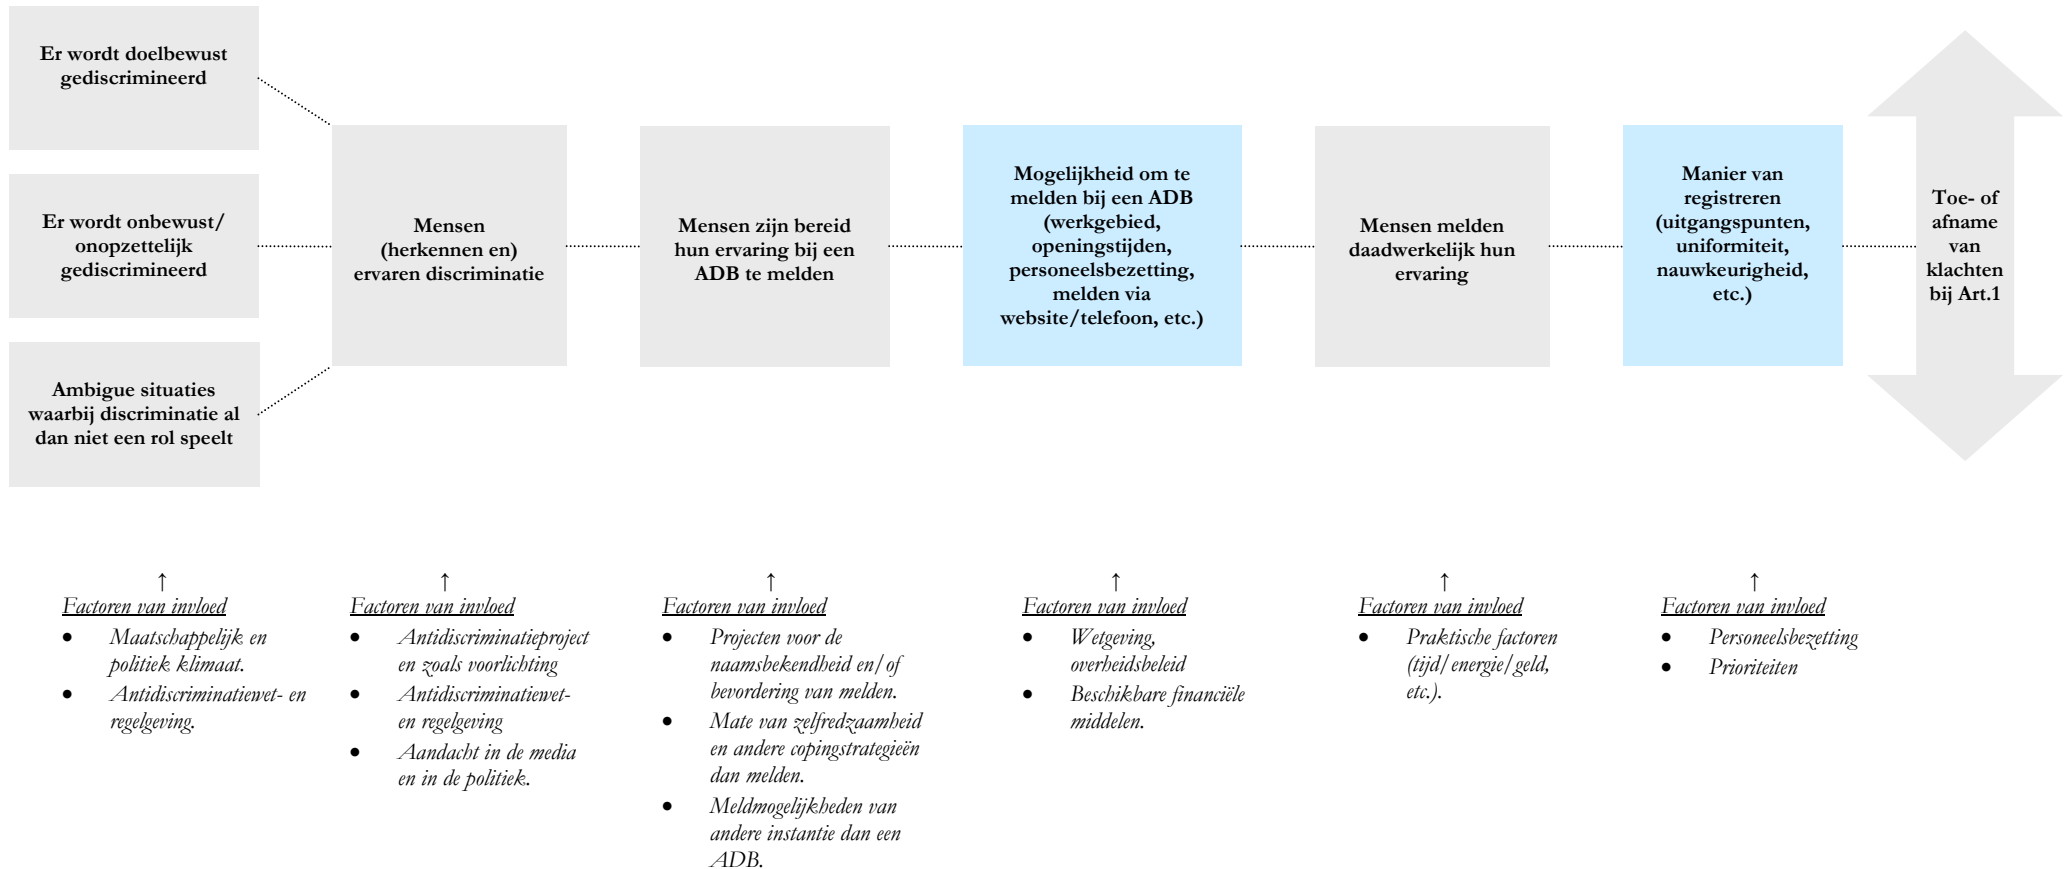 Er wordt doelbewust
gediscrimineerd
Er wordt onbewust/
onopzettelijk
gediscrimineerd
Ambigue situaties
waarbij discriminatie al
dan niet een rol speelt
Mensen
(herkennen en)
ervaren discriminatie
Mensen zijn bereid
hun ervaring bij een
ADB te melden
Mogelijkheid om te
melden bij een ADB
(werkgebied,
openingstijden,
personeelsbezetting,
melden via
website/telefoon, etc.)
Mensen melden
daadwerkelijk hun
ervaring
Manier van
registreren
(uitgangspunten,
uniformiteit,
nauwkeurigheid,
etc.)
Toe- of
afname
van
klachten
bij Art.1
↑
Factoren van invloed
• Maatschappelijk en
politiek klimaat.
• Antidiscriminatiewet- en
regelgeving.
↑
Factoren van invloed
• Antidiscriminatieproject
en zoals voorlichting
• Antidiscriminatiewet-
en regelgeving
• Aandacht in de media
en in de politiek.
↑
Factoren van invloed
• Projecten voor de
naamsbekendheid en/of
bevordering van melden.
• Mate van zelfredzaamheid
en andere copingstrategieën
dan melden.
• Meldmogelijkheden van
andere instantie dan een
ADB.
↑
Factoren van invloed
• Wetgeving,
overheidsbeleid
• Beschikbare financiële
middelen.
↑
Factoren van invloed
• Praktische factoren
(tijd/energie/geld,
etc.).
↑
Factoren van invloed
• Personeelsbezetting
• Prioriteiten